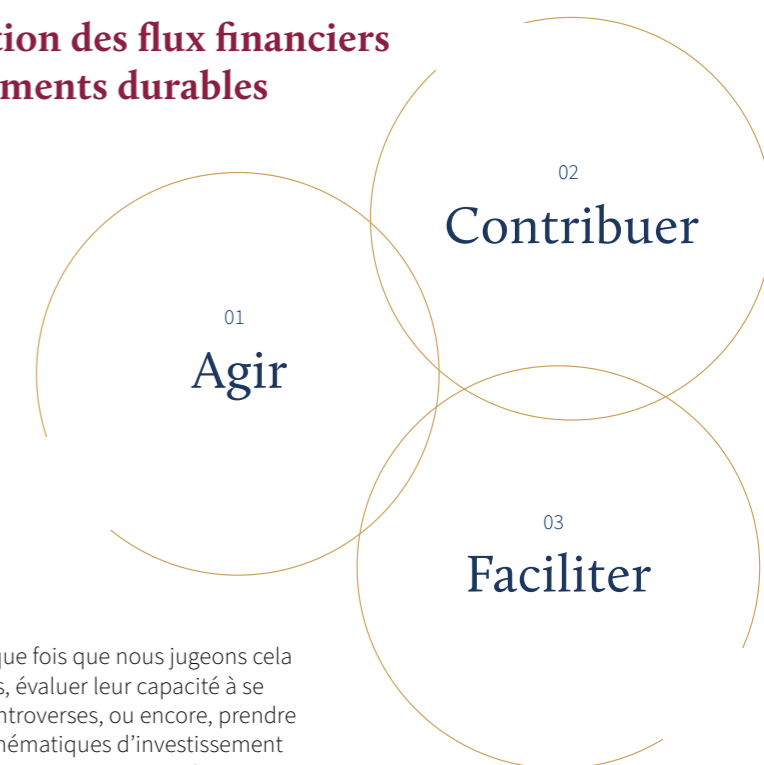 tion des flux financiers
ments durables
02
Contribuer
01
Agir
03
Faciliter
que fois que nous jugeons cela
s, évaluer leur capacité à se
ntroverses, ou encore, prendre
hématiques d’investissement